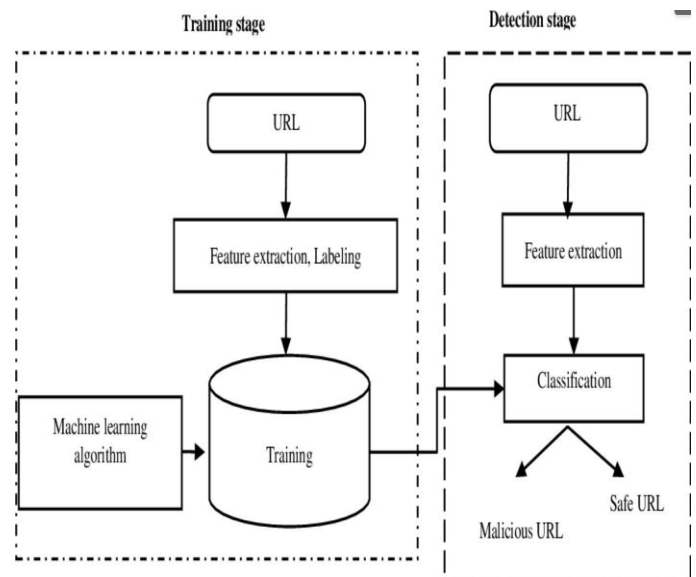 Training stage
URL
Feature extraction, Labeling
Machine learning
algorithm
Training
Detection stage
URL
Feature extraction
Classification
Malicious URL
Safe URL